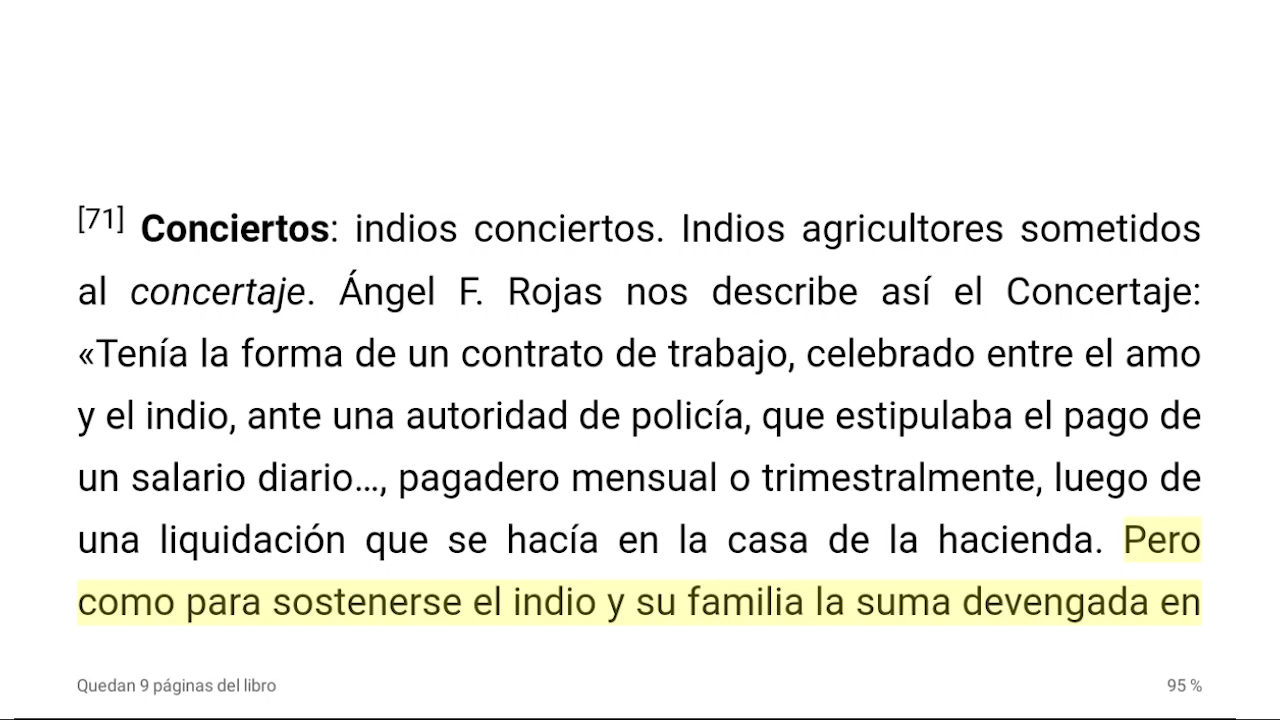 [71] Conciertos: indios conciertos. Indios agricultores sometidos
al concertaje. Ángel F. Rojas nos describe así el Concertaje:
«Tenía la forma de un contrato de trabajo, celebrado entre el amo
y el indio, ante una autoridad de policía, que estipulaba el pago de
un salario diario…, pagadero mensual o trimestralmente, luego de
una liquidación que se hacía en la casa de la hacienda. Pero
como para sostenerse el indio y su familia la suma devengada en
Quedan 9 páginas del libro 95 %